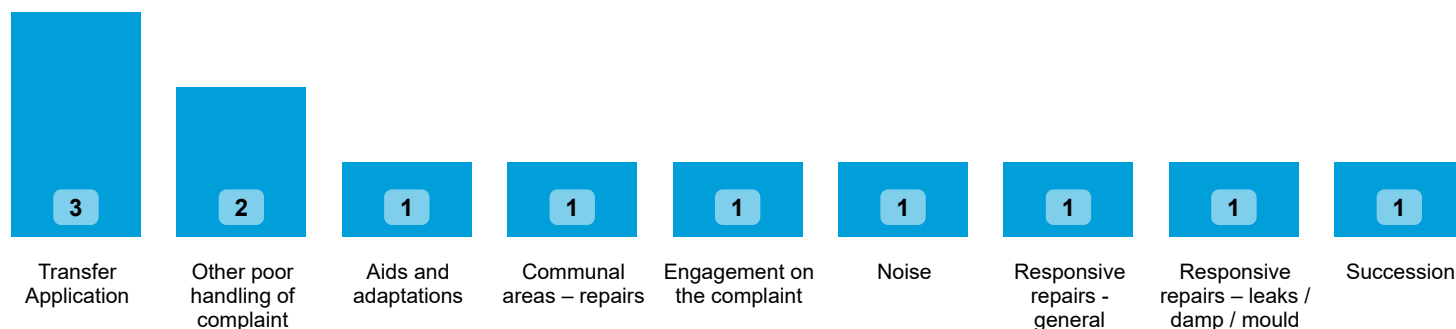 3
2
1
1
1
1
1
1
1
Transfer
Application
Other poor
handling of
complaint
Aids and
adaptations
Communal
areas – repairs
Engagement on
the complaint
Noise
Responsive
repairs -
general
Responsive
repairs – leaks /
damp / mould
Succession